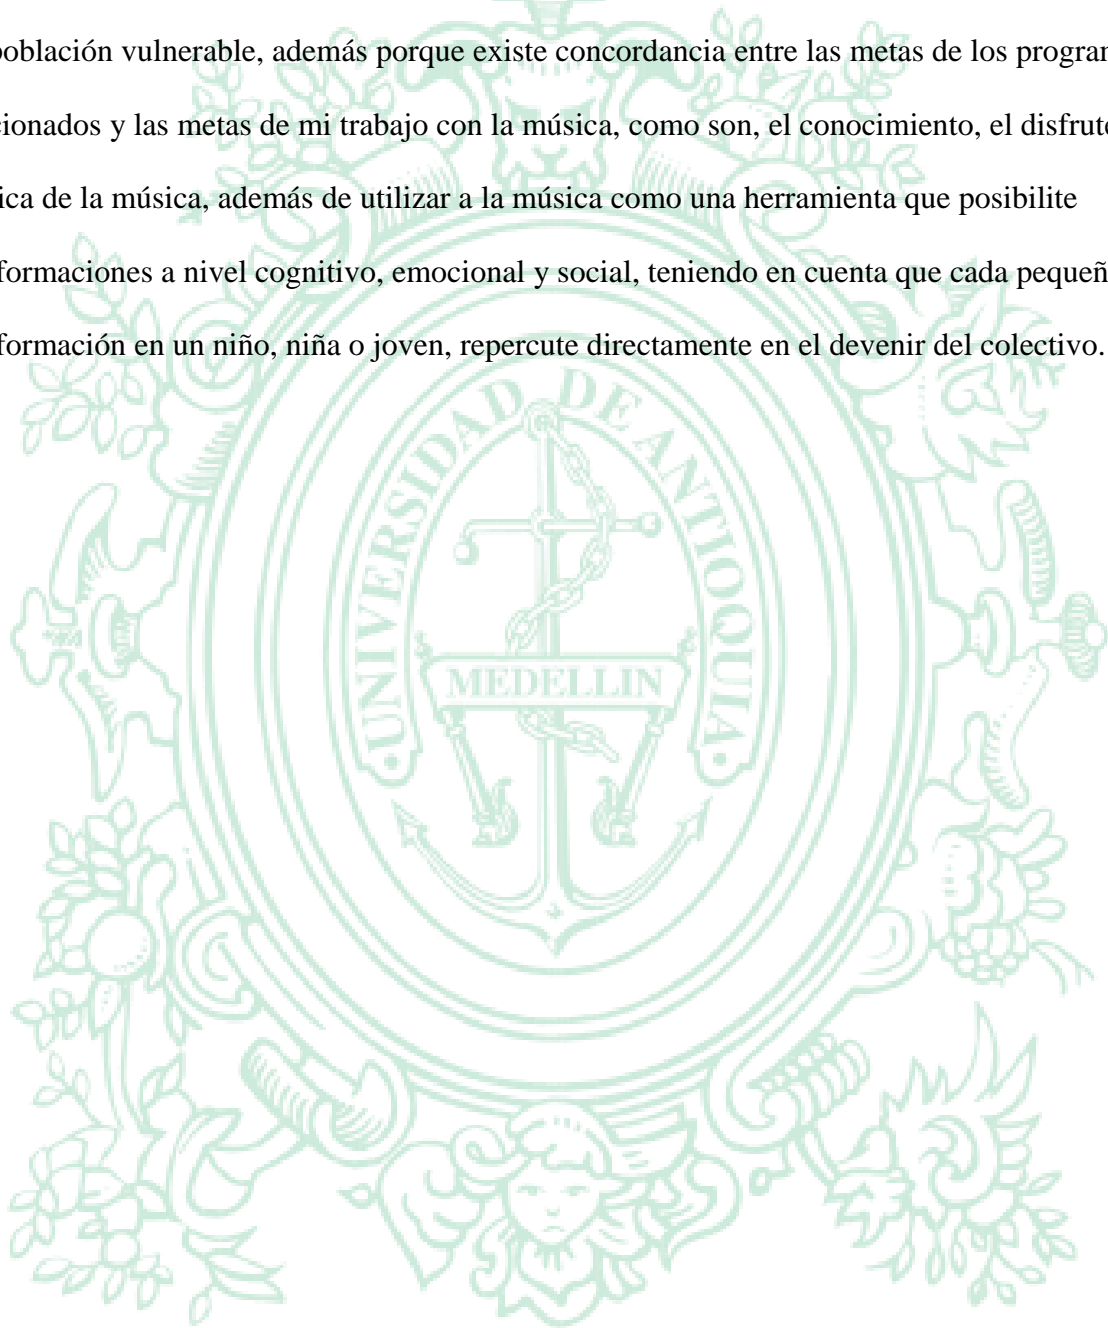 población vulnerable, además porque existe concordancia entre las metas de los program
cionados y las metas de mi trabajo con la música, como son, el conocimiento, el disfrute
ica de la música, además de utilizar a la música como una herramienta que posibilite
formaciones a nivel cognitivo, emocional y social, teniendo en cuenta que cada pequeñ
formación en un niño, niña o joven, repercute directamente en el devenir del colectivo.
UNIVERSIDAD DE ANTIOQUIA
MEDELLIN